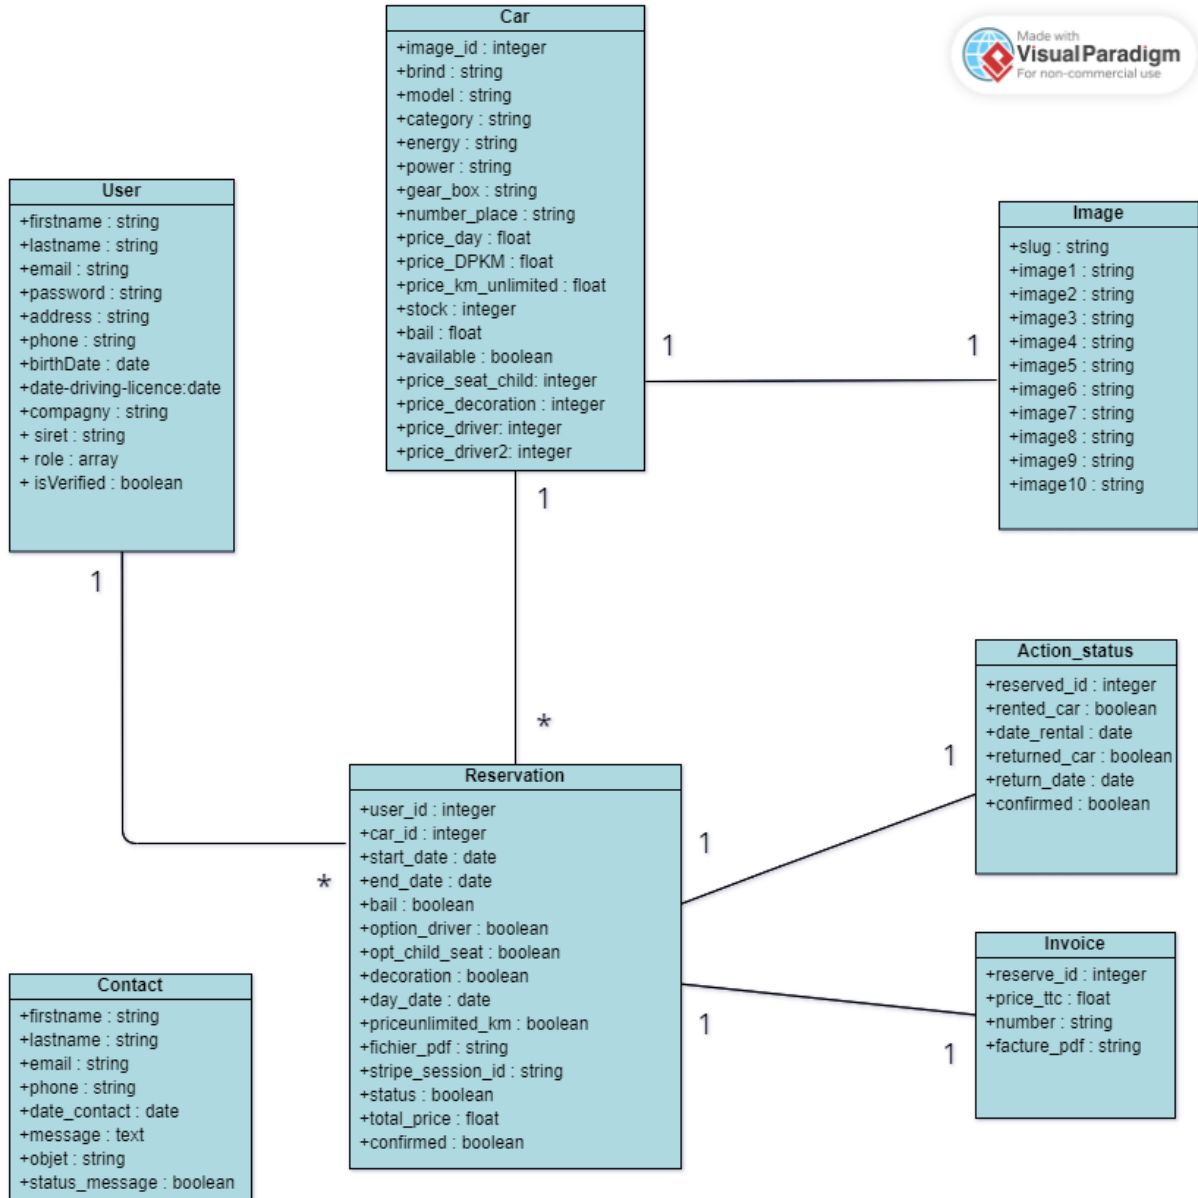 Car
+image_id : integer
+brind : string
+model : string
+category : string
+energy : string
+power : string
+gear_box : string
+number_place : string
+price_day : float
+price_DPKM : float
+price_km_unlimited : float
+stock : integer
+bail : float
+available : boolean
+price_seat_child: integer
+price_decoration : integer
+price_driver: integer
+price_driver2: integer
Made with
VisualParadigm
For non-commercial use
User
+firstname : string
+lastname : string
+email : string
+password : string
+address : string
+phone : string
+birthDate : date
+date-driving-licence:date
+compagny : string
+ siret : string
+ role : array
+ isVerified : boolean
Image
+slug : string
+image1 : string
+image2 : string
+image3 : string
+image4 : string
+image5 : string
+image6 : string
+image7 : string
+image8 : string
+image9 : string
+image10 : string
1
1
1
1
*
*
Action_status
+reserved_id : integer
+rented_car : boolean
+date_rental : date
+returned_car : boolean
+return_date : date
+confirmed : boolean
1
1
Reservation
+user_id : integer
+car_id : integer
+start_date : date
+end_date : date
+bail : boolean
+option_driver : boolean
+opt_child_seat : boolean
+decoration : boolean
+day_date : date
+priceunlimited_km : boolean
+fichier_pdf : string
+stripe_session_id : string
+status : boolean
+total_price : float
+confirmed : boolean
Invoice
+reserve_id : integer
+price_ttc : float
+number : string
+facture_pdf : string
1
1
Contact
+firstname : string
+lastname : string
+email : string
+phone : string
+date_contact : date
+message : text
+objet : string
+status_message : boolean